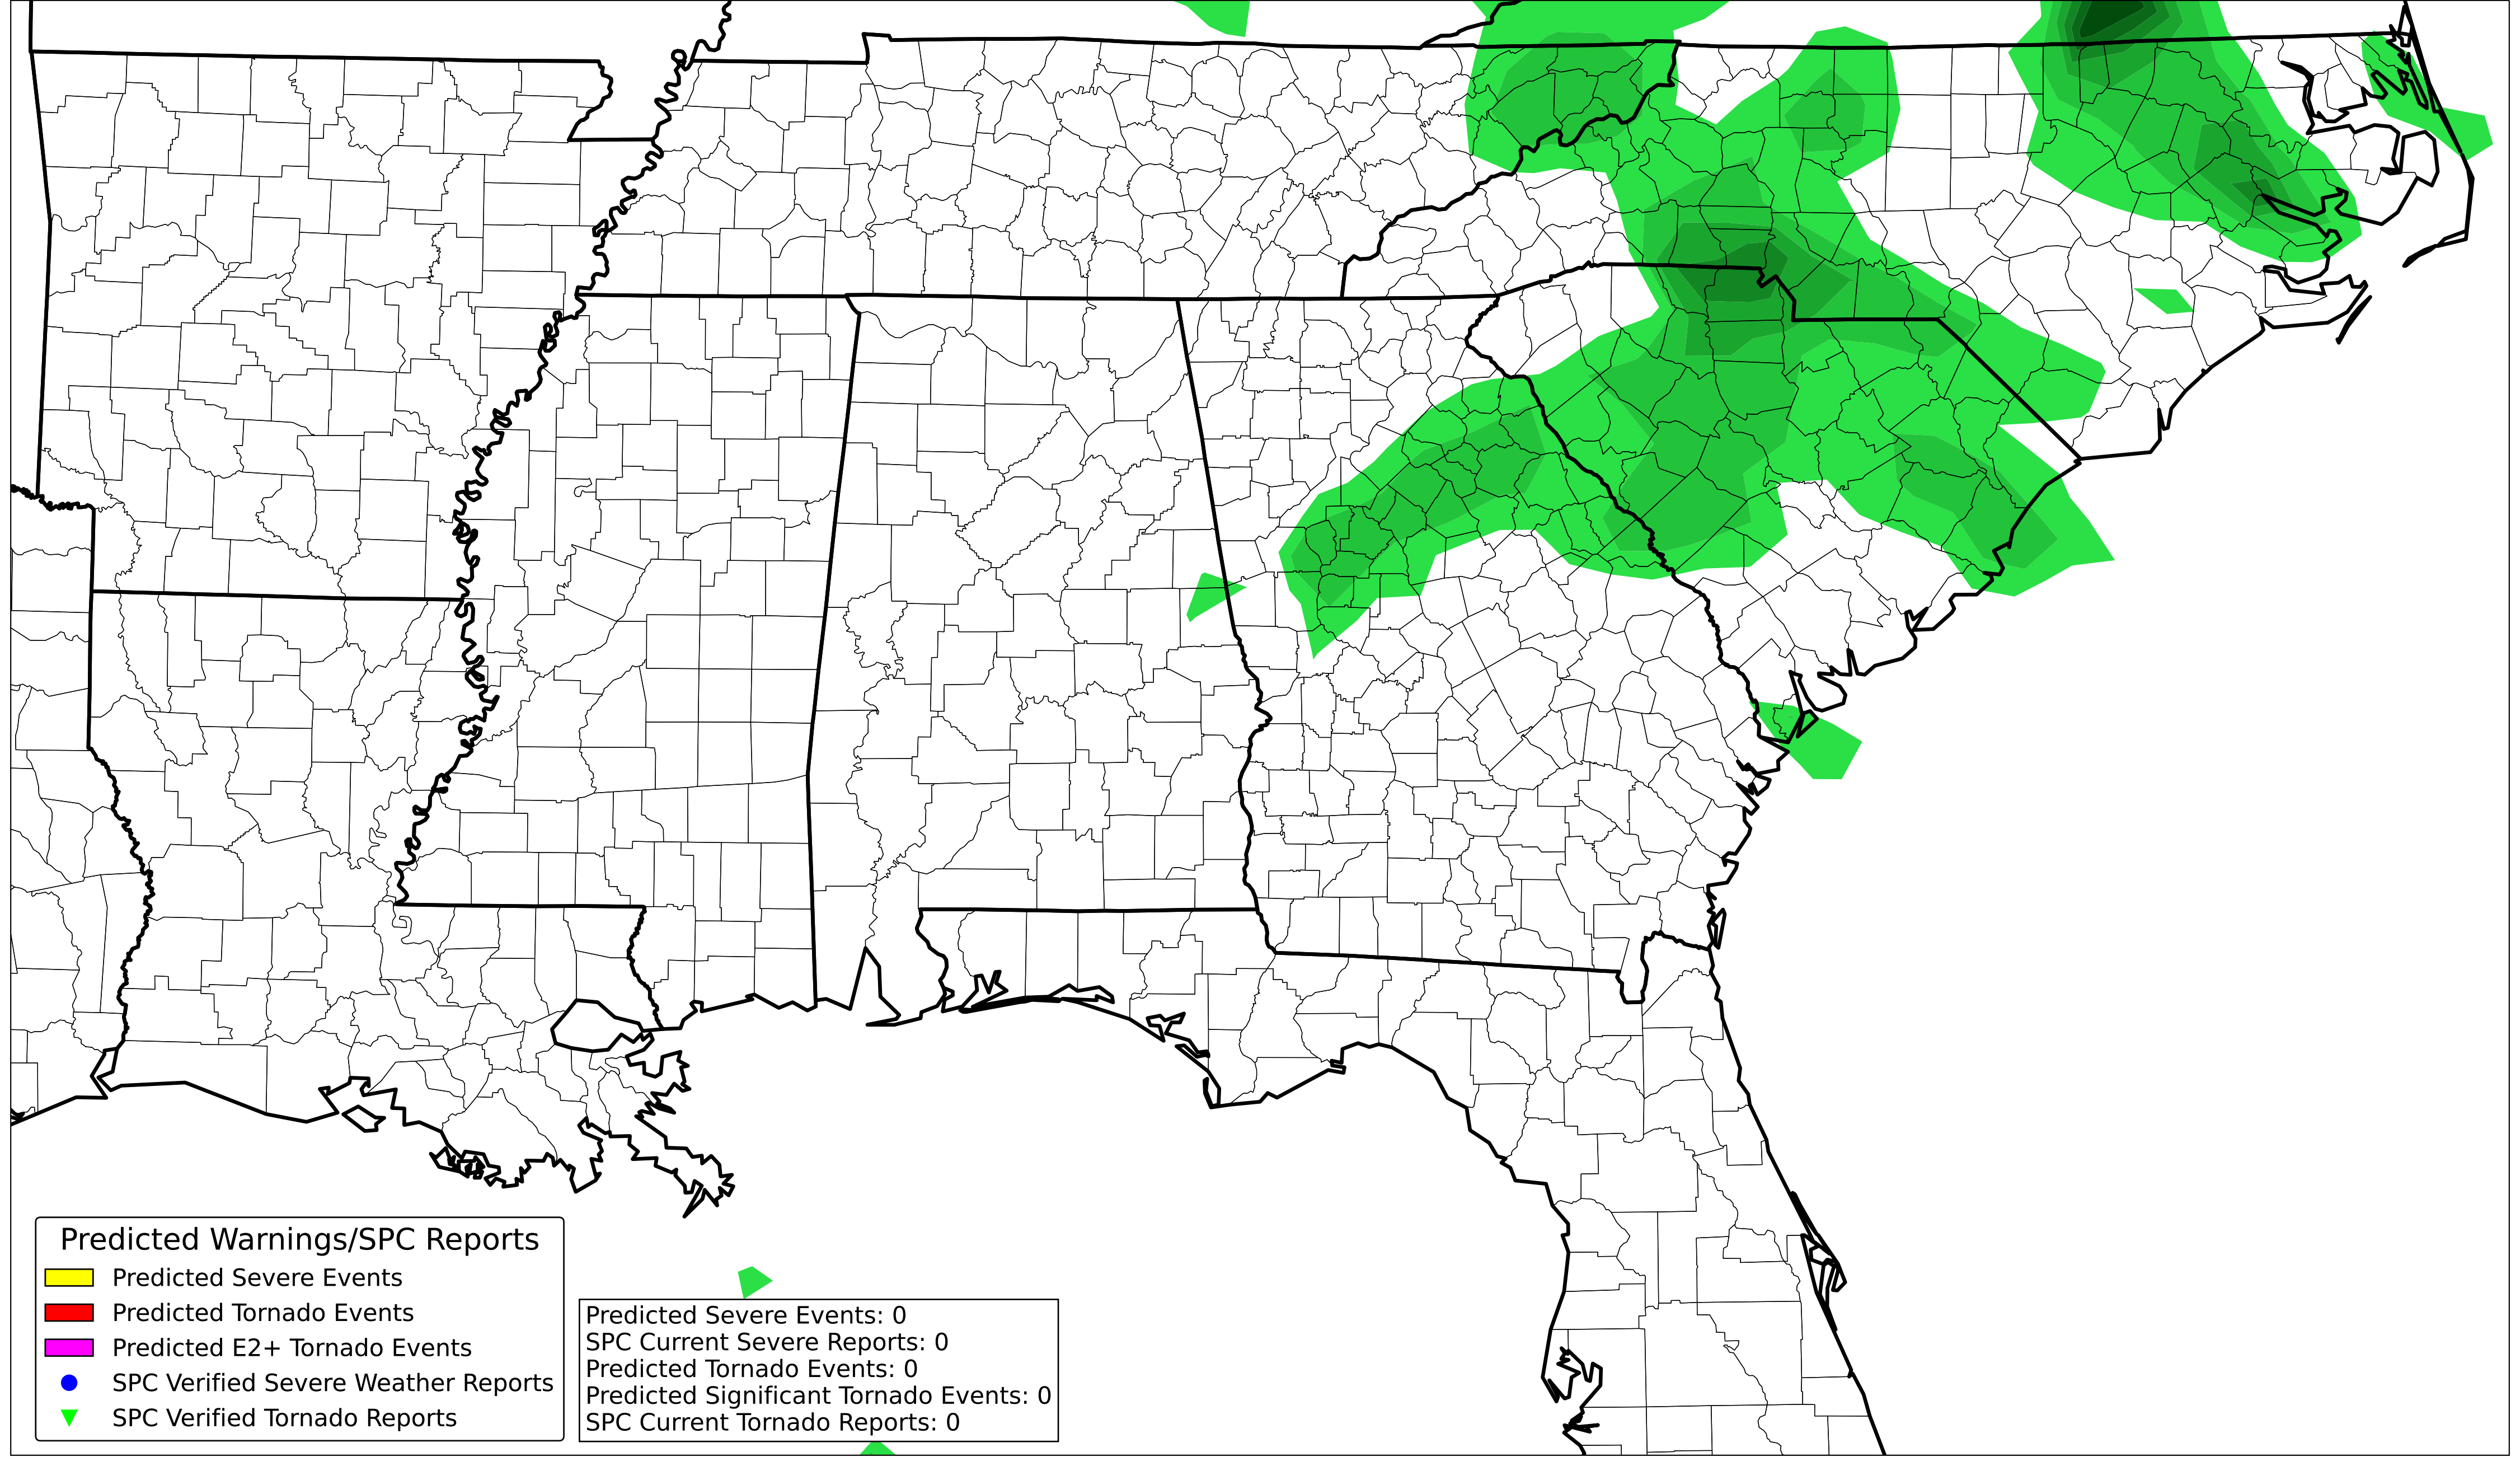 Predicted Warnings/SPC Reports
Predicted Severe Events
Predicted Tornado Events
Predicted E2+ Tornado Events
SPC Verified Severe Weather Reports
SPC Verified Tornado Reports
Predicted Severe Events: 0
SPC Current Severe Reports: 0
Predicted Tornado Events: 0
Predicted Significant Tornado Events: 0
SPC Current Tornado Reports: 0